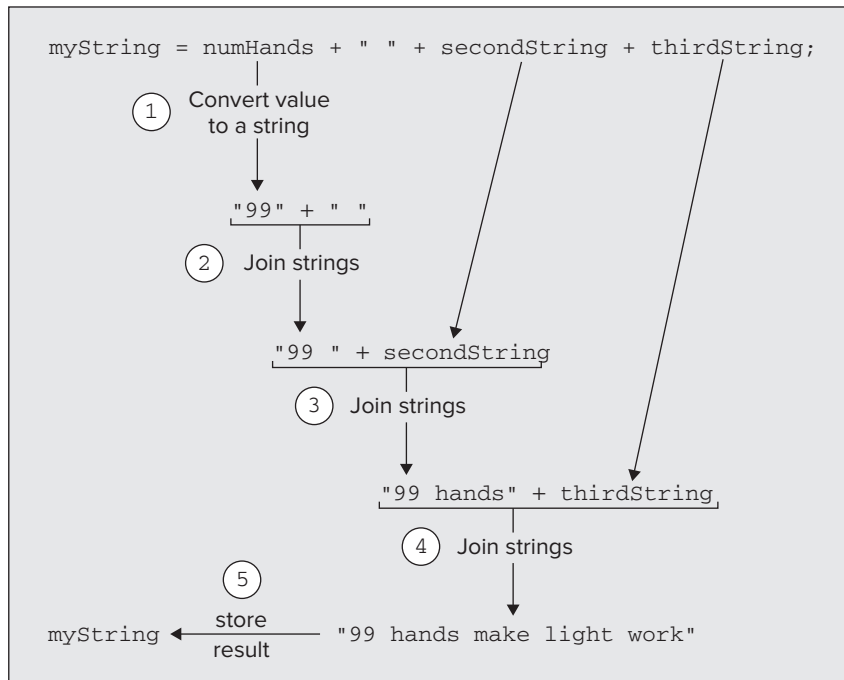 myString = numHands + " " + secondString + thirdString;
1
Convert value
to a string
"99" + " "
2
Join strings
"99 " + secondString
3
Join strings
"99 hands" + thirdString
4
Join strings
5
store
result
myString
"99 hands make light work"